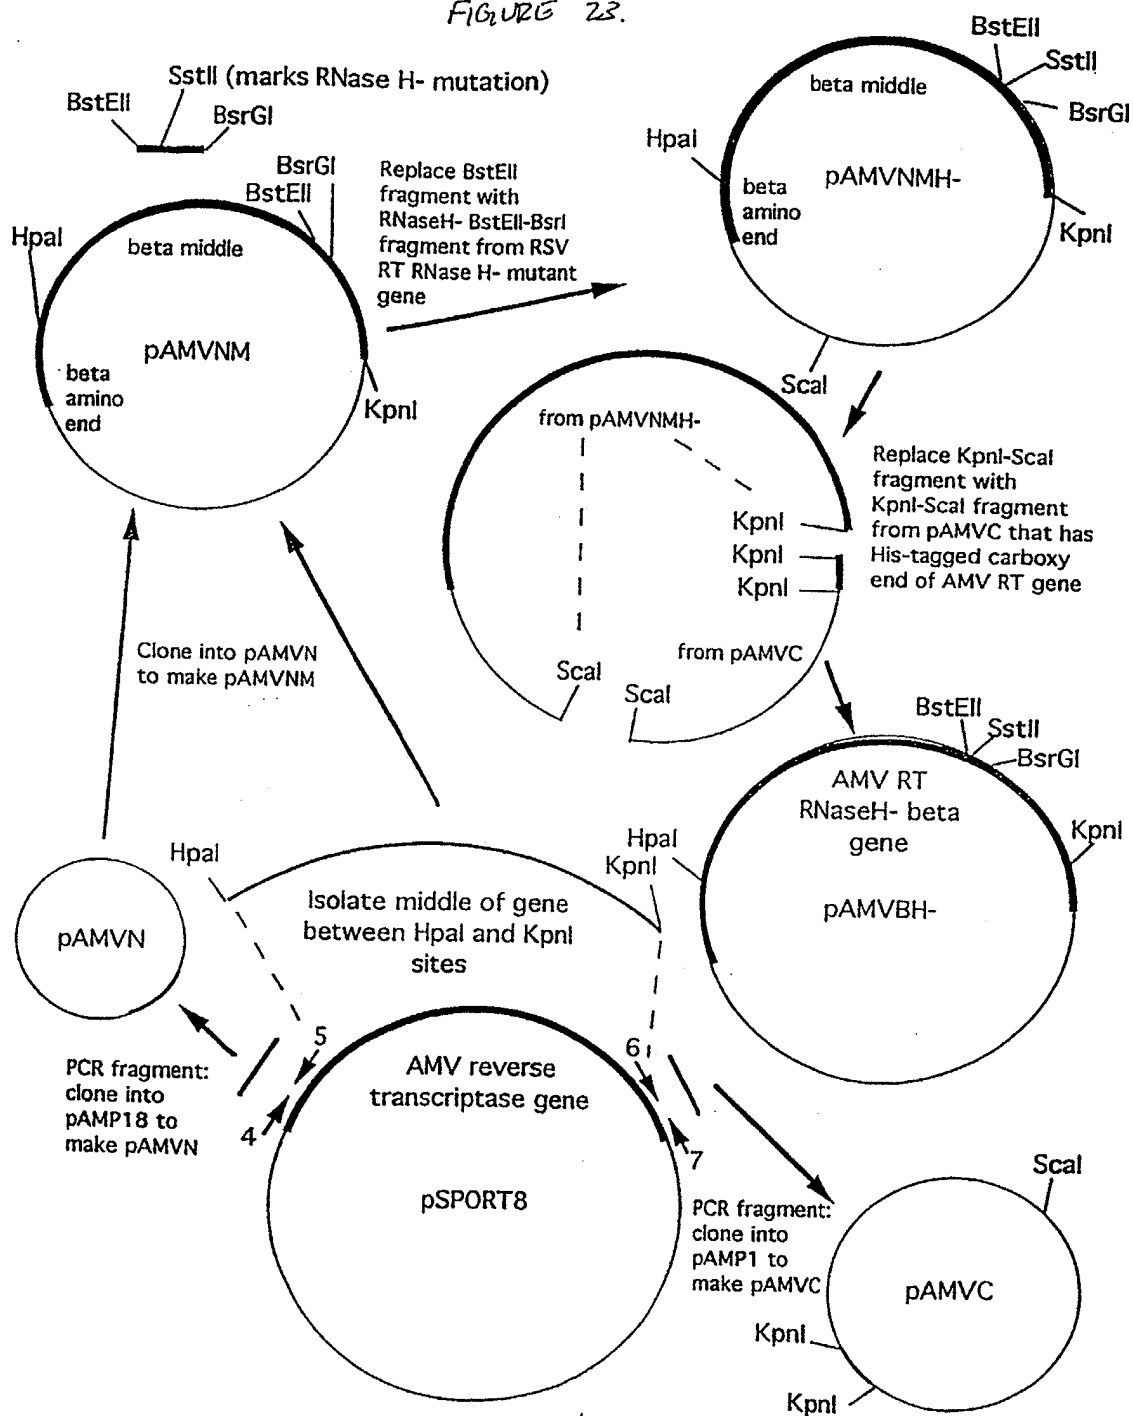 FIGURE 23.
SstII (marks RNase H- mutation)
BstEII
BsrGI
BsrGI
BstEII
HpaI
beta middle
pAMVNM
beta
amino
end
KpnI
Replace BstEII
fragment with
RNaseH- BstEII-BsrI
fragment from RSV
RT RNase H- mutant
gene
BstEII
SstII
BsrGI
beta middle
HpaI
pAMVNMH-
beta
amino
end
KpnI
ScaI
from pAMVNMH-
KpnI
KpnI
KpnI
Replace KpnI-ScaI
fragment with
KpnI-ScaI fragment
from pAMVC that has
His-tagged carboxy
end of AMV RT gene
from pAMVC
ScaI
ScaI
Clone into pAMVN
to make pAMVNM
BstEII
SstII
BsrGI
AMV RT
RNaseH- beta
gene
HpaI
KpnI
pAMVBH-
HpaI
KpnI
Isolate middle of gene
between HpaI and KpnI
sites
pAMVN
PCR fragment:
clone into
pAMP18 to
make pAMVN
5
4
6
7
AMV reverse
transcriptase gene
pSPORT8
PCR fragment:
clone into
pAMP1 to
make pAMVC
ScaI
pAMVC
KpnI
KpnI